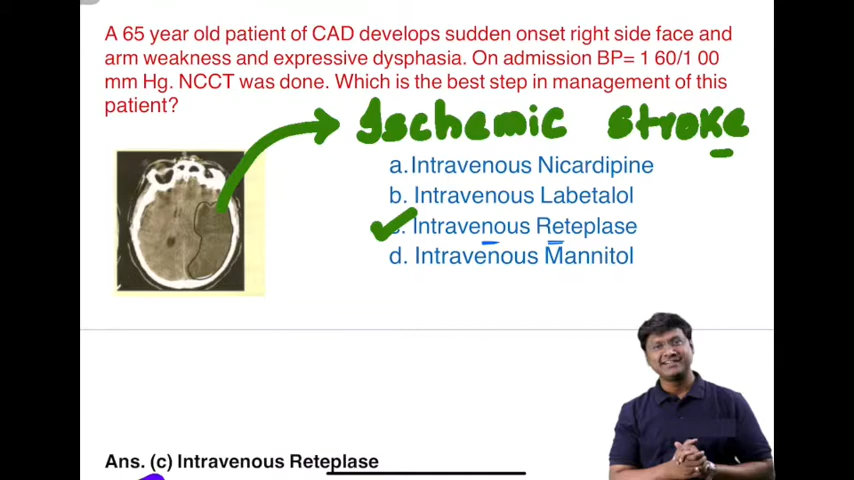 A 65 year old patient of CAD develops sudden onset right side face and
arm weakness and expressive dysphasia. On admission BP= 1 60/1 00
mm Hg. NCCT was done. Which is the best step in management of this
patient?
Ischemic stroke
a.Intravenous Nicardipine
b. Intravenous Labetalol
Intravenous Reteplase
d. Intravenous Mannitol
Ans. (c) Intravenous Reteplase